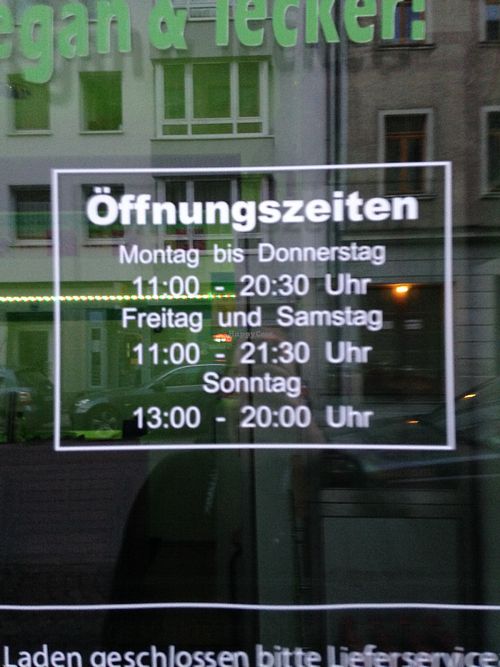 egan & lecker!
Öffnungszeiten
Montag bis Donnerstag
11:00 - 20:30 Uhr
Freitag und Samstag
11:00 - 21:30 Uhr
Sonntag
13:00 - 20:00 Uhr
Laden geschlossen bitte Lieferservice